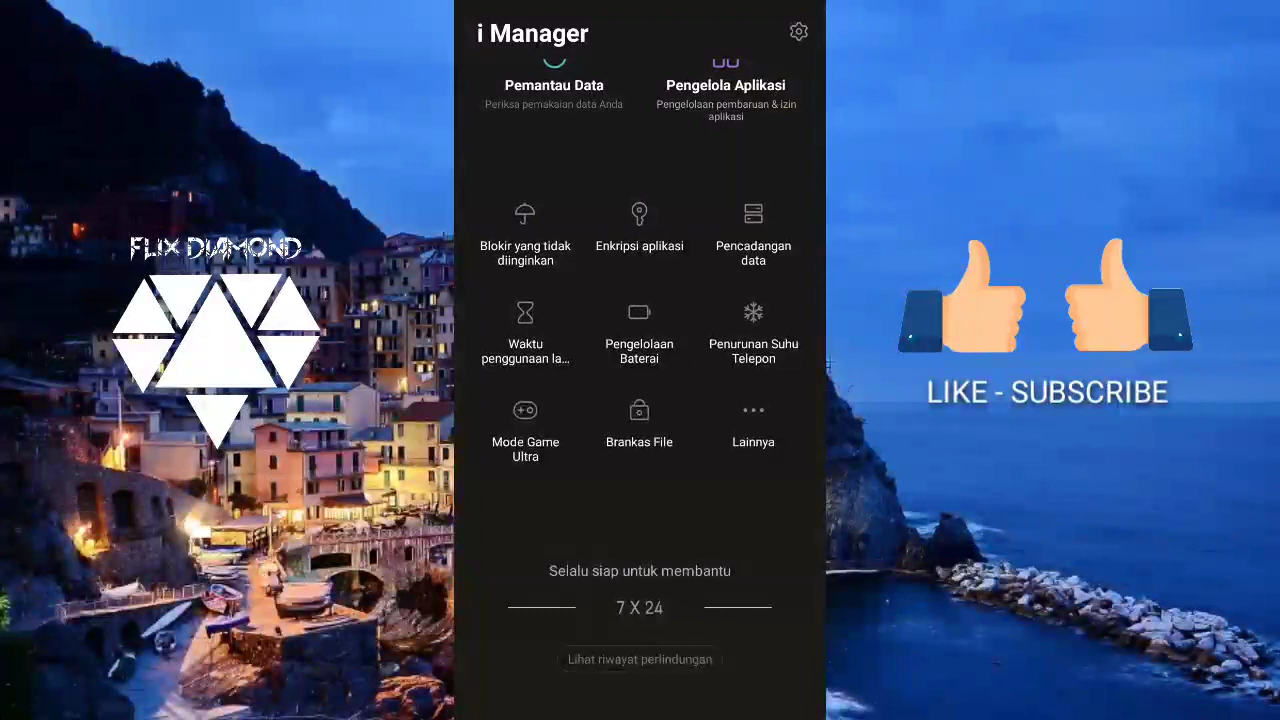 i Manager
Pemantau Data
Periksa pemakaian data Anda
Pengelola Aplikasi
Pengelolaan pembaruan & izin
aplikasi
FLIX DIAMOND
Blokir yang tidak
diinginkan
Enkripsi aplikasi
Pencadangan
data
Waktu
penggunaan la...
Pengelolaan
Baterai
Penurunan Suhu
Telepon
Mode Game
Ultra
Brankas File
Lainnya
LIKE - SUBSCRIBE
Selalu siap untuk membantu
7 X 24
Lihat riwayat perlindungan